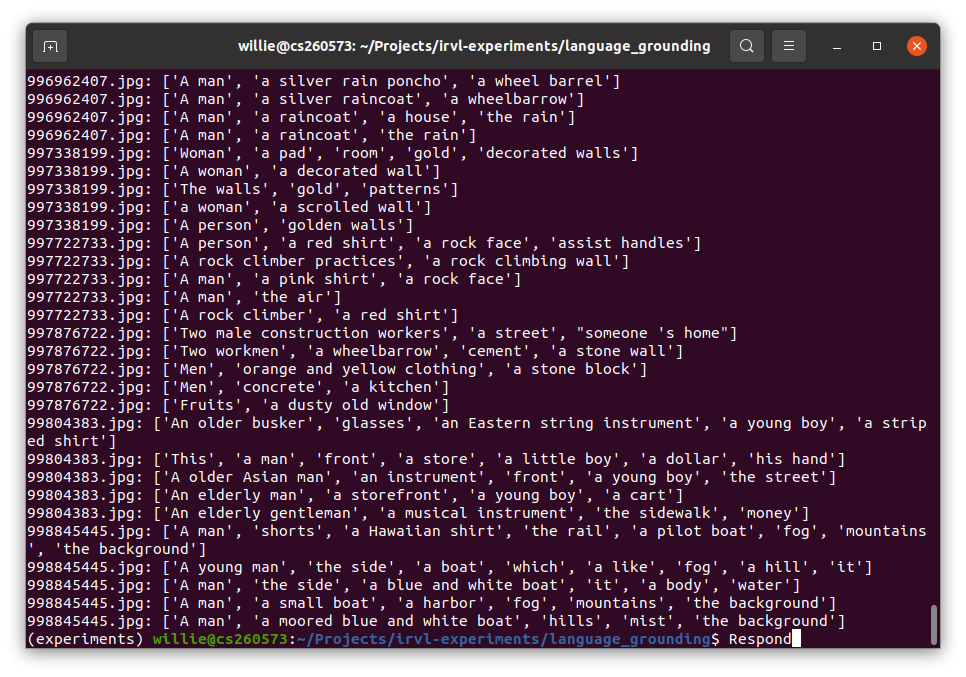 willie@cs260573: ~/Projects/irvl-experiments/language_grounding
996962407.jpg: ['A man', 'a silver rain poncho', 'a wheel barrel']
996962407.jpg: ['A man', 'a silver raincoat', 'a wheelbarrow']
996962407.jpg: ['A man', 'a raincoat', 'a house', 'the rain']
996962407.jpg: ['A man', 'a raincoat', 'the rain']
997338199.jpg: ['Woman', 'a pad', 'room', 'gold', 'decorated walls']
997338199.jpg: ['A woman', 'a decorated wall']
997338199.jpg: ['The walls', 'gold', 'patterns']
997338199.jpg: ['a woman', 'a scrolled wall']
997338199.jpg: ['A person', 'golden walls']
997722733.jpg: ['A person', 'a red shirt', 'a rock face', 'assist handles']
997722733.jpg: ['A rock climber practices', 'a rock climbing wall']
997722733.jpg: ['A man', 'a pink shirt', 'a rock face']
997722733.jpg: ['A man', 'the air']
997722733.jpg: ['A rock climber', 'a red shirt']
997876722.jpg: ['Two male construction workers', 'a street', "someone 's home"]
997876722.jpg: ['Two workmen', 'a wheelbarrow', 'cement', 'a stone wall']
997876722.jpg: ['Men', 'orange and yellow clothing', 'a stone block']
997876722.jpg: ['Men', 'concrete', 'a kitchen']
997876722.jpg: ['Fruits', 'a dusty old window']
99804383.jpg: ['An older busker', 'glasses', 'an Eastern string instrument', 'a young boy', 'a strip
ed shirt']
99804383.jpg: ['This', 'a man', 'front', 'a store', 'a little boy', 'a dollar', 'his hand']
99804383.jpg: ['A older Asian man', 'an instrument', 'front', 'a young boy', 'the street']
99804383.jpg: ['An elderly man', 'a storefront', 'a young boy', 'a cart']
99804383.jpg: ['An elderly gentleman', 'a musical instrument', 'the sidewalk', 'money']
998845445.jpg: ['A man', 'shorts', 'a Hawaiian shirt', 'the rail', 'a pilot boat', 'fog', 'mountains
', 'the background']
998845445.jpg: ['A young man', 'the side', 'a boat', 'which', 'a like', 'fog', 'a hill', 'it']
998845445.jpg: ['A man', 'the side', 'a blue and white boat', 'it', 'a body', 'water']
998845445.jpg: ['A man', 'a small boat', 'a harbor', 'fog', 'mountains', 'the background']
998845445.jpg: ['A man', 'a moored blue and white boat', 'hills', 'mist', 'the background']
(experiments) willie@cs260573:~/Projects/irvl-experiments/language_grounding$ Respond